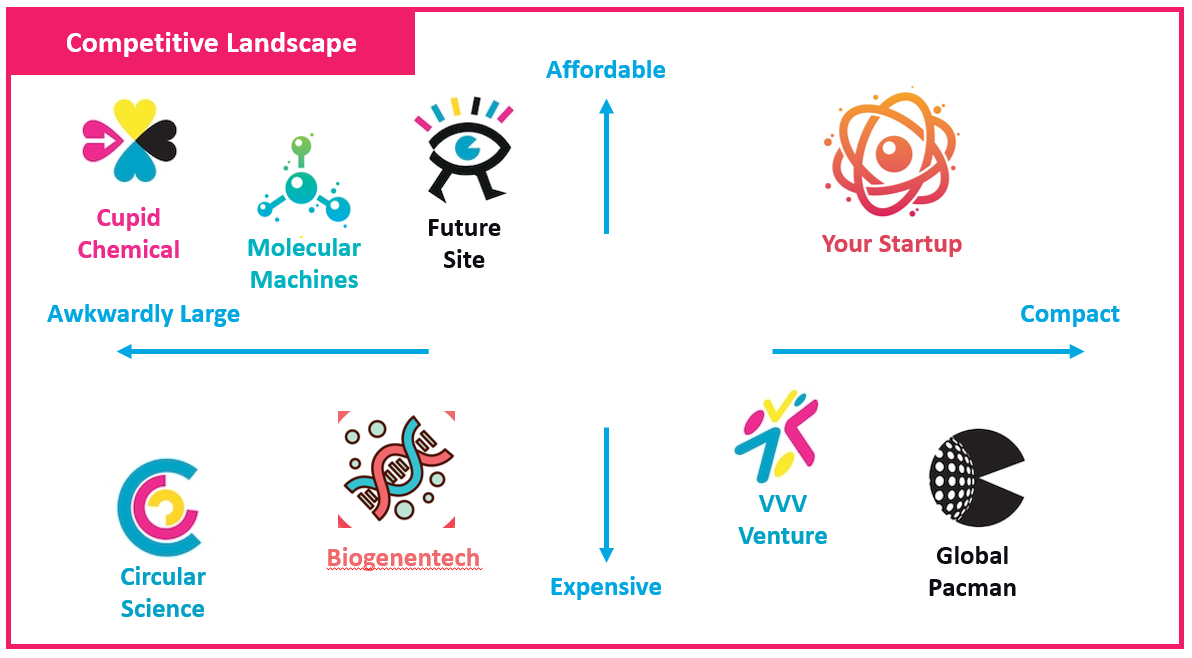 Competitive Landscape
Affordable
Cupid
Chemical
Molecular
Machines
Future
Site
Your Startup
Awkwardly Large
Compact
Circular
Science
Biogenentech
VVV
Venture
Global
Pacman
Expensive